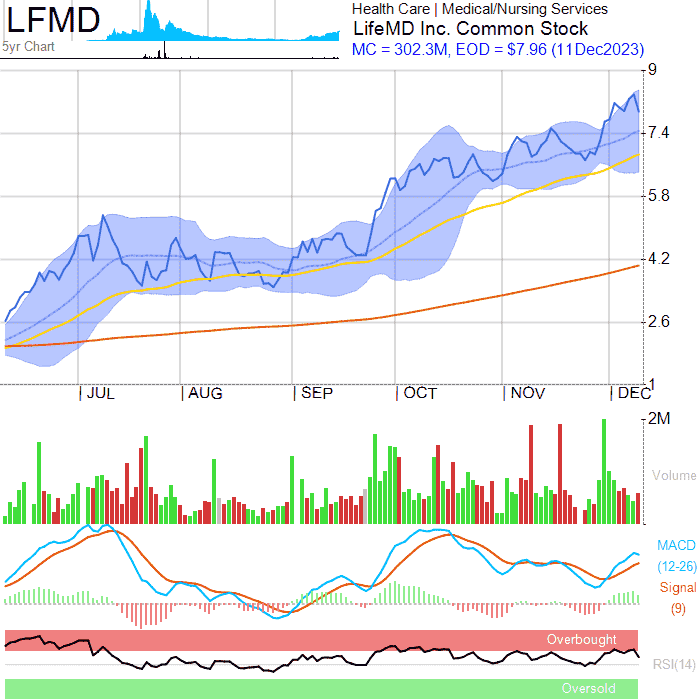 LFMD
5yr Chart
Health Care | Medical/Nursing Services
LifeMD Inc. Common Stock
MC = 302.3M, EOD = $7.96 (11Dec2023)
9
7.4
5.8
4.2
2.6
1
JUL
AUG
SEP
OCT
NOV
DEC
2M
Volume
MACD
(12-26)
Signal
(9)
Overbought
RSI(14)
Oversold